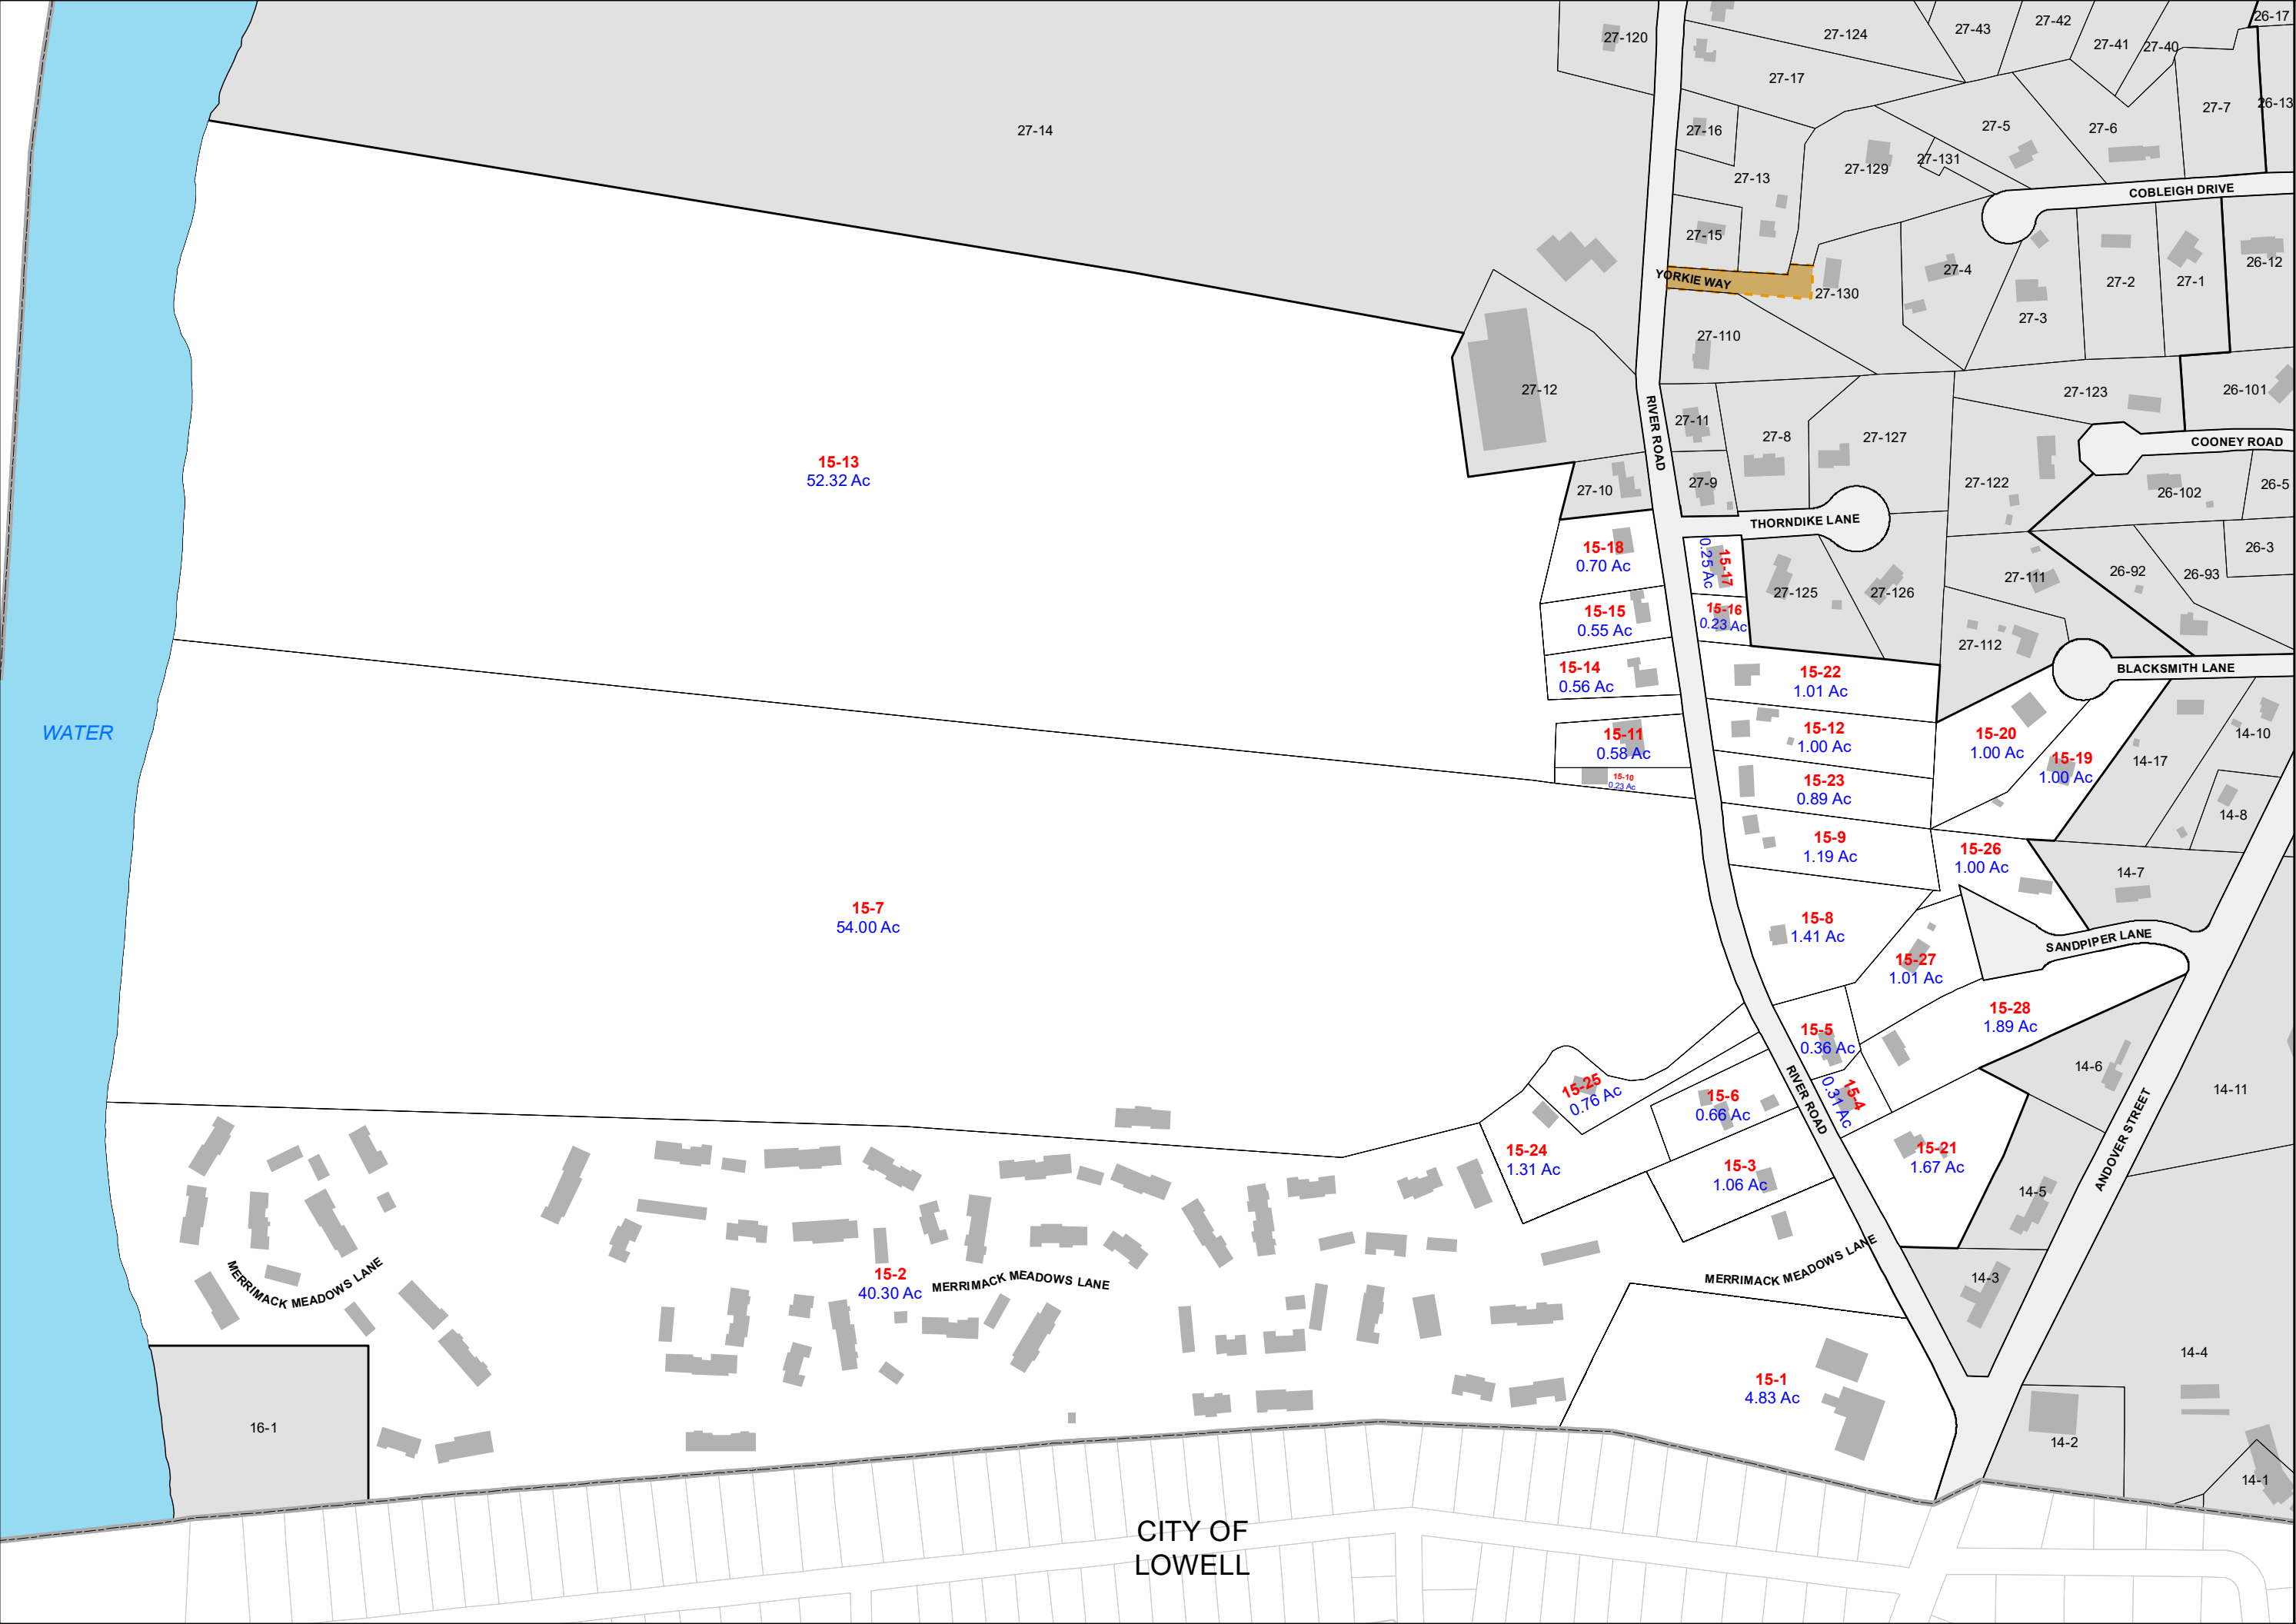 27-120
27-124
27-43
27-42
26-17
27-41
27-40
27-17
27-7
26-13
27-14
27-16
27-5
27-6
27-131
27-129
27-13
COBLEIGH DRIVE
27-15
27-4
26-12
YORKIE WAY
27-130
27-2
27-1
27-3
27-110
27-12
27-123
26-101
RIVER ROAD
27-11
27-8
27-127
COONEY ROAD
15-13
52.32 Ac
27-10
27-9
27-122
26-102
26-5
THORNDIKE LANE
15-18
0.70 Ac
15-17
0.25 Ac
26-3
27-125
27-126
27-111
26-92
26-93
15-15
0.55 Ac
15-16
0.23 Ac
27-112
15-14
0.56 Ac
15-22
1.01 Ac
BLACKSMITH LANE
WATER
15-11
0.58 Ac
15-12
1.00 Ac
15-20
1.00 Ac
14-10
15-19
1.00 Ac
14-17
15-10
0.23 Ac
15-23
0.89 Ac
14-8
15-9
1.19 Ac
15-26
1.00 Ac
14-7
15-7
54.00 Ac
15-8
1.41 Ac
SANDPIPER LANE
15-27
1.01 Ac
15-28
1.89 Ac
15-5
0.36 Ac
14-6
14-11
15-25
0.76 Ac
15-6
0.66 Ac
15-4
0.31 Ac
RIVER ROAD
ANDOVER STREET
15-24
1.31 Ac
15-3
1.06 Ac
15-21
1.67 Ac
14-5
MERRIMACK MEADOWS LANE
15-2
40.30 Ac
MERRIMACK MEADOWS LANE
MERRIMACK MEADOWS LANE
14-3
14-4
15-1
4.83 Ac
16-1
14-2
14-1
CITY OF
LOWELL